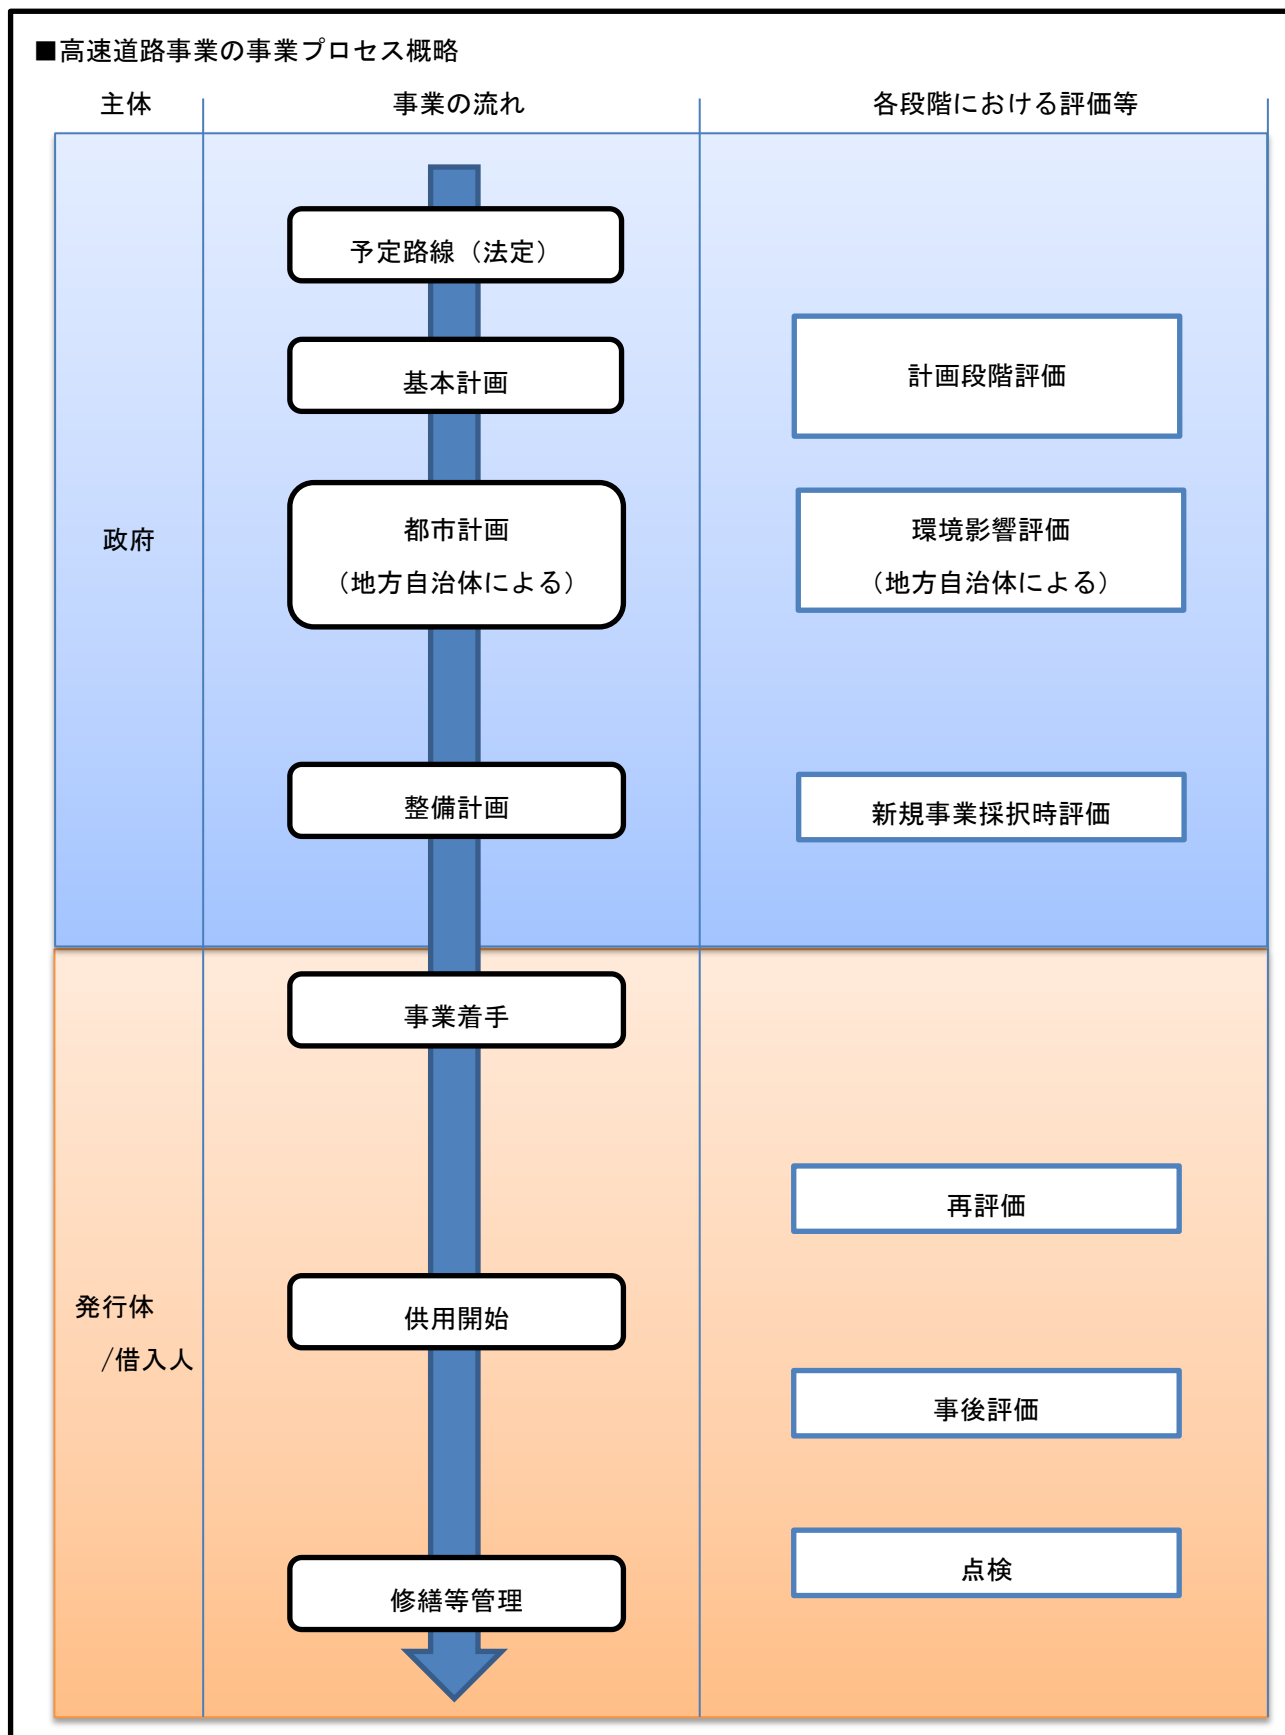 ■高速道路事業の事業プロセス概略
主体
事業の流れ
各段階における評価等
予定路線（法定）
基本計画
計画段階評価
政府
都市計画
（地方自治体による）
環境影響評価
（地方自治体による）
整備計画
新規事業採択時評価
事業着手
再評価
発行体
/借入人
供用開始
事後評価
点検
修繕等管理